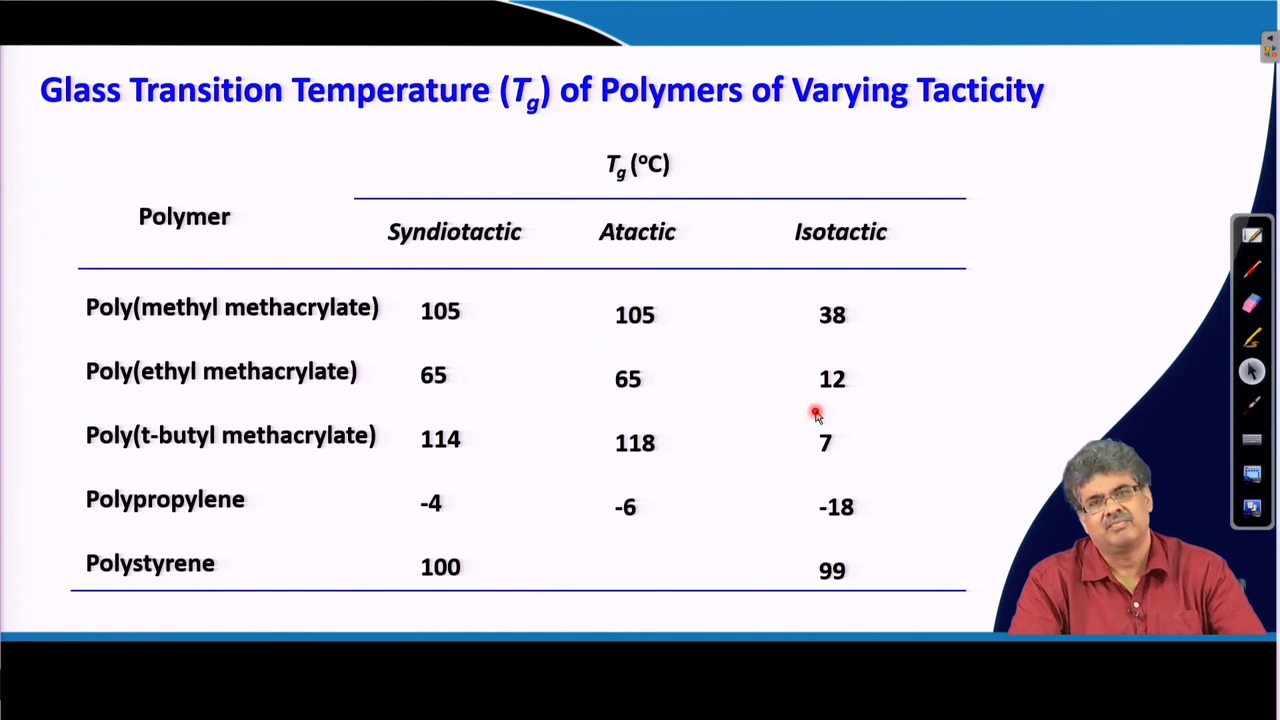 Glass Transition Temperature (Tg) of Polymers of Varying Tacticity
Tg (°C)
Polymer
Syndiotactic Atactic Isotactic
Poly(methyl methacrylate) 105 105 38
Poly(ethyl methacrylate) 65 65 12
Poly(t-butyl methacrylate) 114 118 7
Polypropylene -4 -6 -18
Polystyrene 100 99